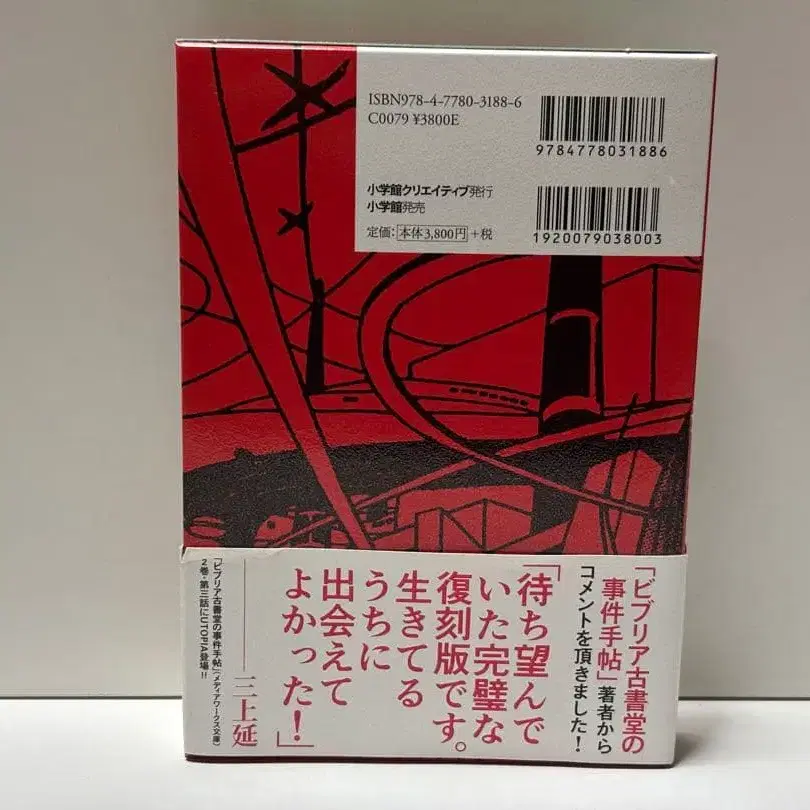 ISBN978-4-7780-3188-6
C0079 ¥3800E
9784778031886
小学館クリエイティブ発行
小学館発売
定価:本体3,800円+税
1920079038003
「ビブリア古書堂の
事件手帖」著者から
コメントを頂きました!
「待ち望んで
いた完璧な
復刻版です。
生きてる
うちに
出会えて
よかった!」
——三上延
「ビブリア古書堂の事件手帖」(メディアワークス文庫)
2巻・第三話にUTOPIA登場!!